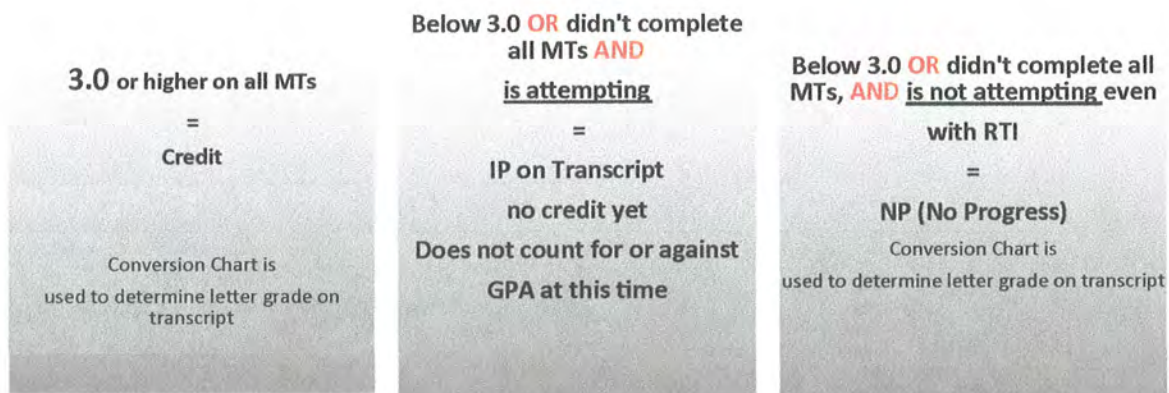 3.0 or higher on all MTs
=
Credit
Conversion Chart is
used to determine letter grade on
transcript
Below 3.0 OR didn't complete
all MTs AND
is attempting
=
IP on Transcript
no credit yet
Does not count for or against
GPA at this time
Below 3.0 OR didn't complete all
MTs, AND is not attempting even
with RTI
=
NP (No Progress)
Conversion Chart is
used to determine letter grade on transcript